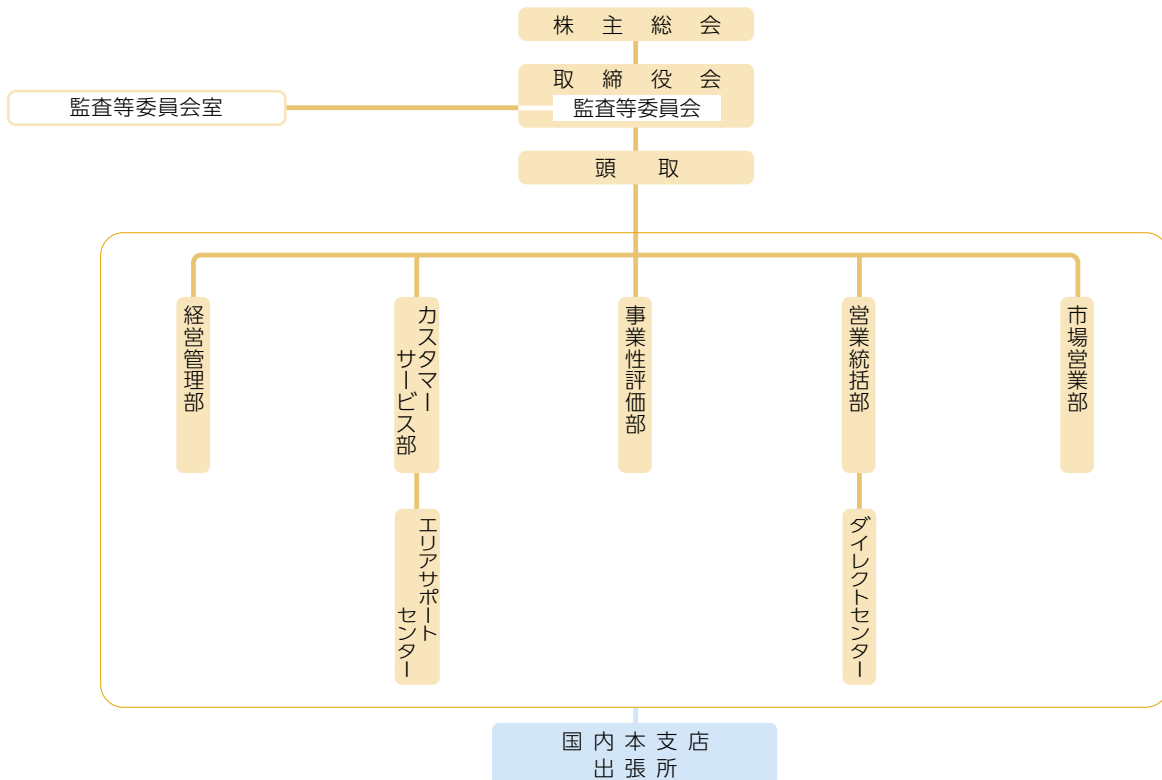 株主総会
取締役会
監査等委員会室
監査等委員会
頭取
経営管理部
カスタマー
サービス部
事業性評価部
営業統括部
市場営業部
エリアサポート
センター
ダイレクトセンター
国内本支店
出張所